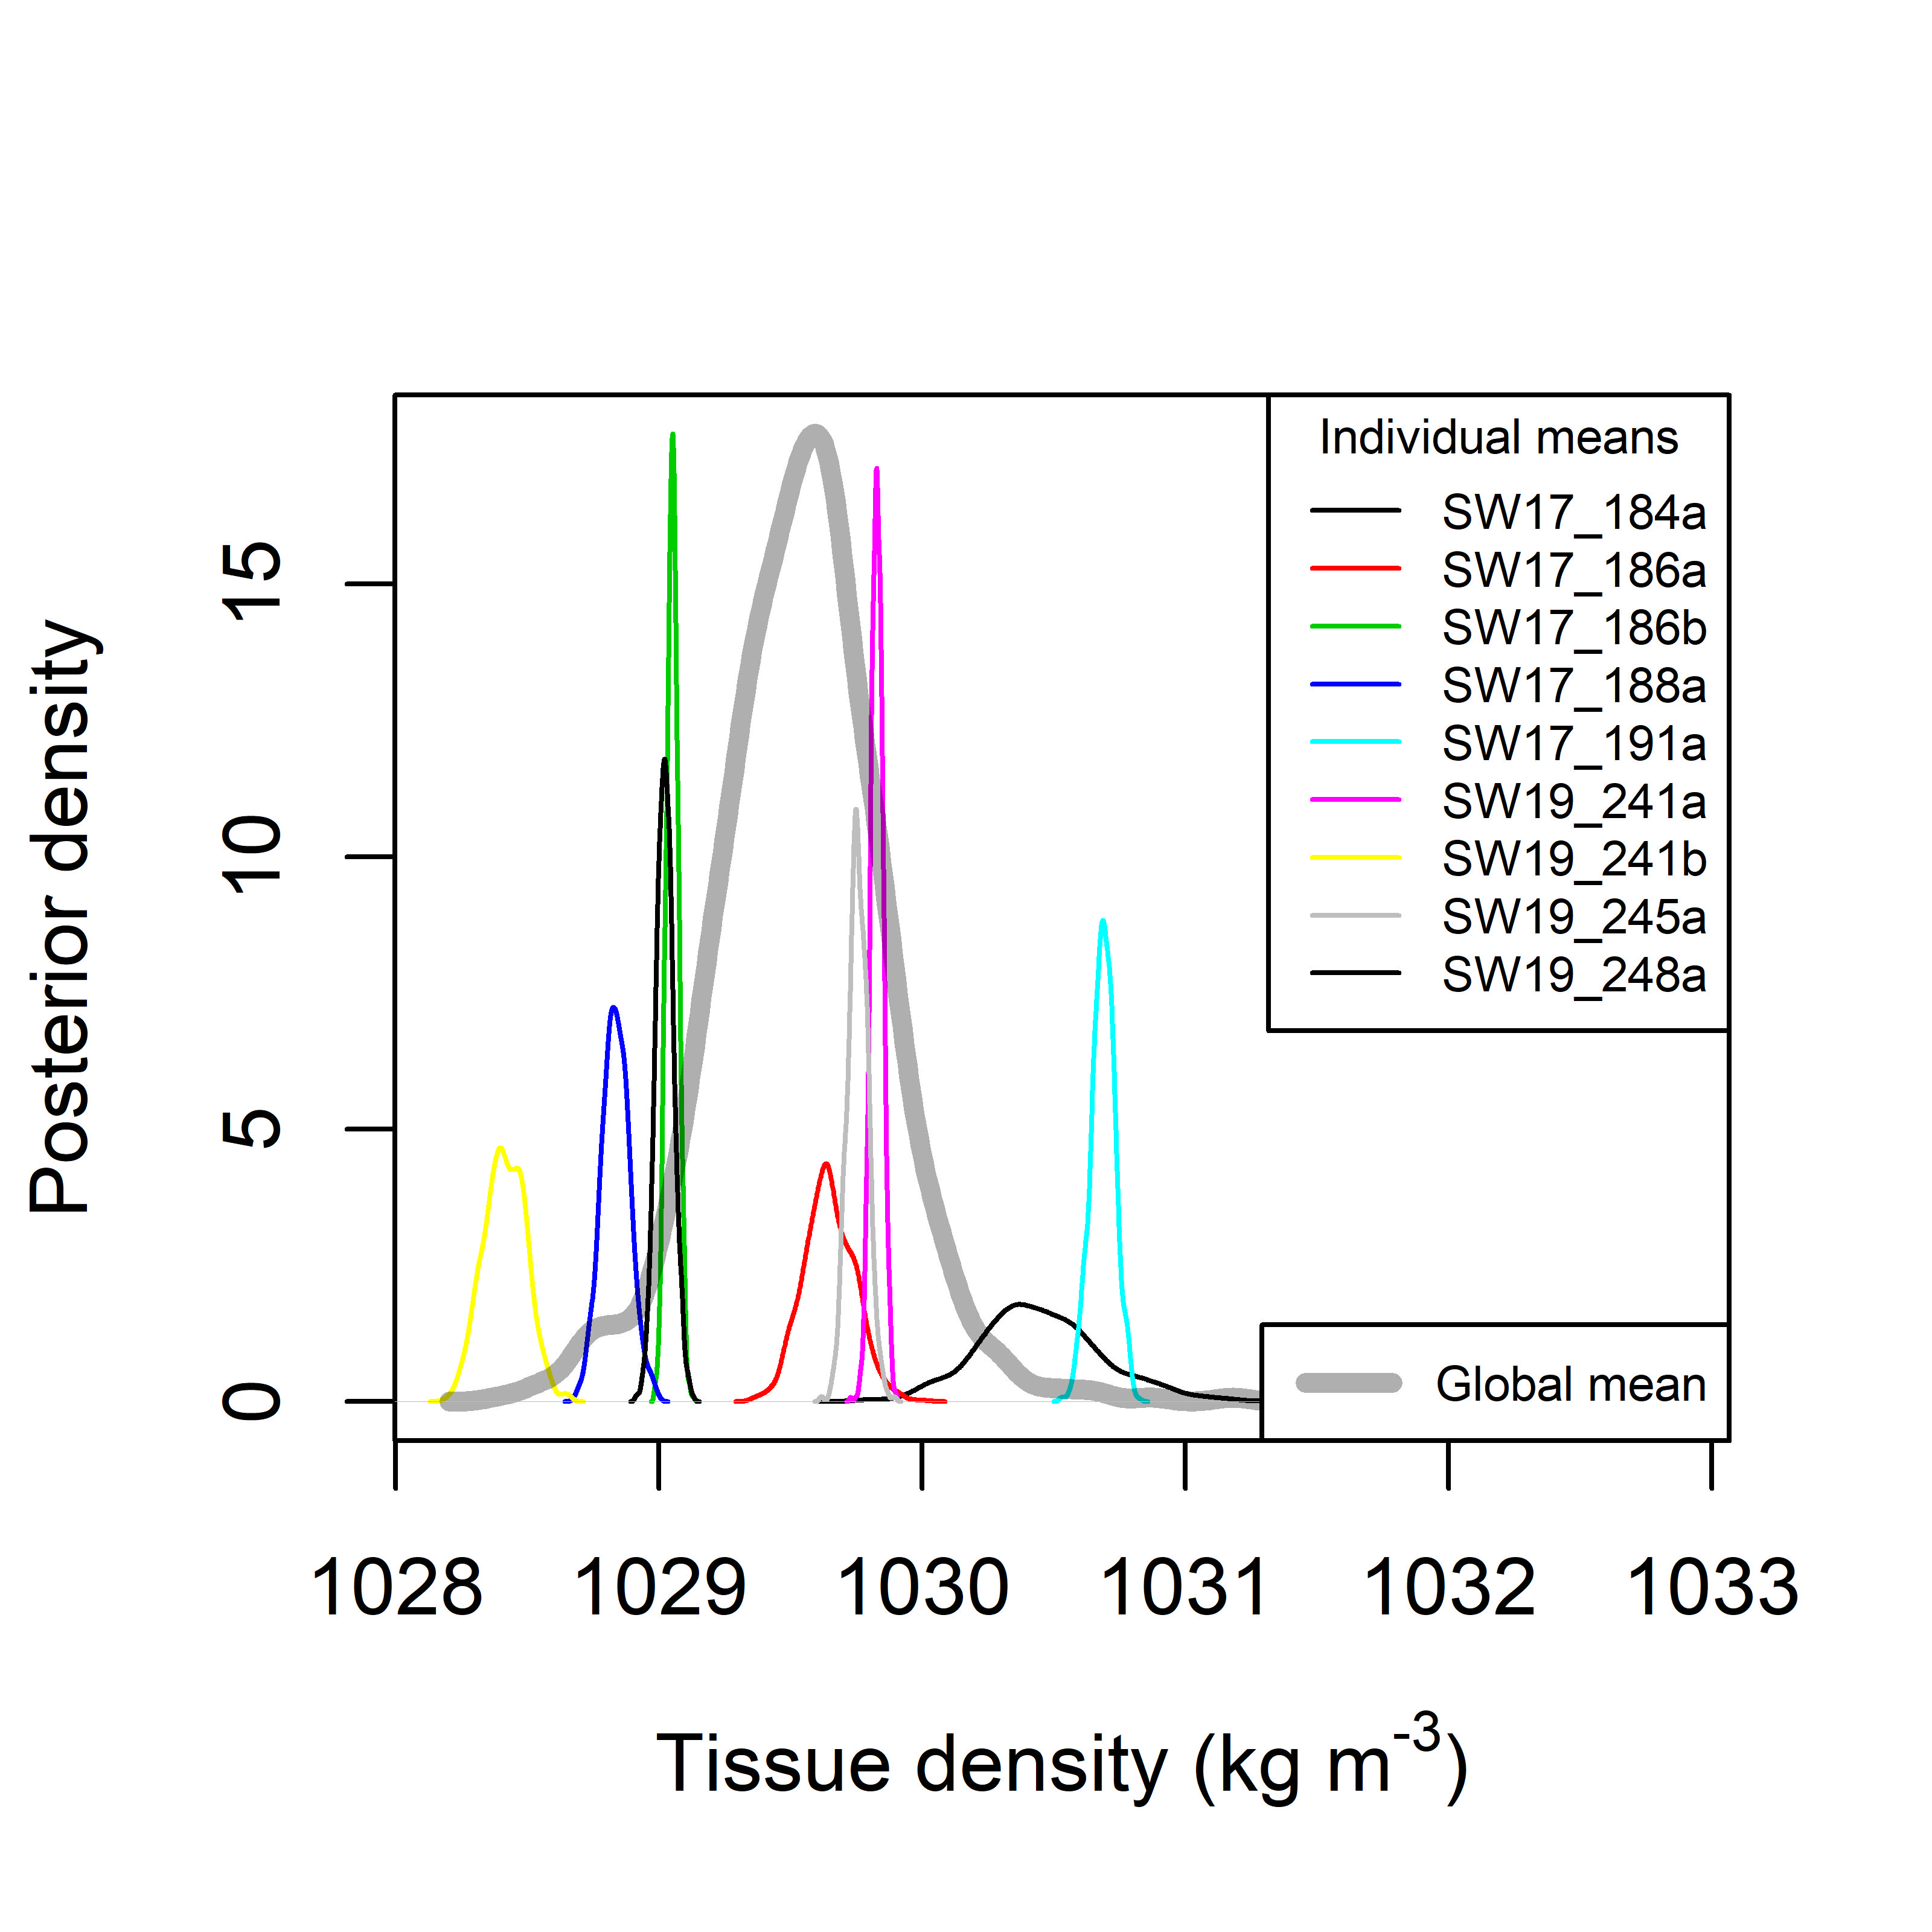 Individual means
SW17_184a
SW17_186a
SW17_186b
SW17_188a
SW17_191a
SW19_241a
SW19_241b
SW19_245a
SW19_248a
Global mean
Posterior density
0
5
10
15
1028
1029
1030
1031
1032
1033
Tissue density (kg m⁻³)